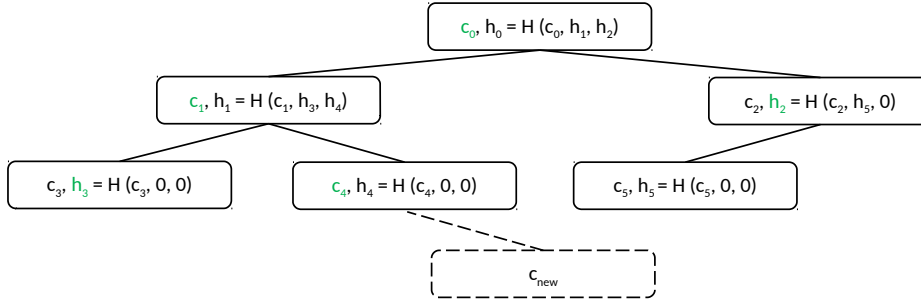 c₀, h₀ = H (c₀, h₁, h₂)
c₁, h₁ = H (c₁, h₃, h₄)
c₂, h₂ = H (c₂, h₅, 0)
c₃, h₃ = H (c₃, 0, 0)
c₄, h₄ = H (c₄, 0, 0)
c₅, h₅ = H (c₅, 0, 0)
c_new